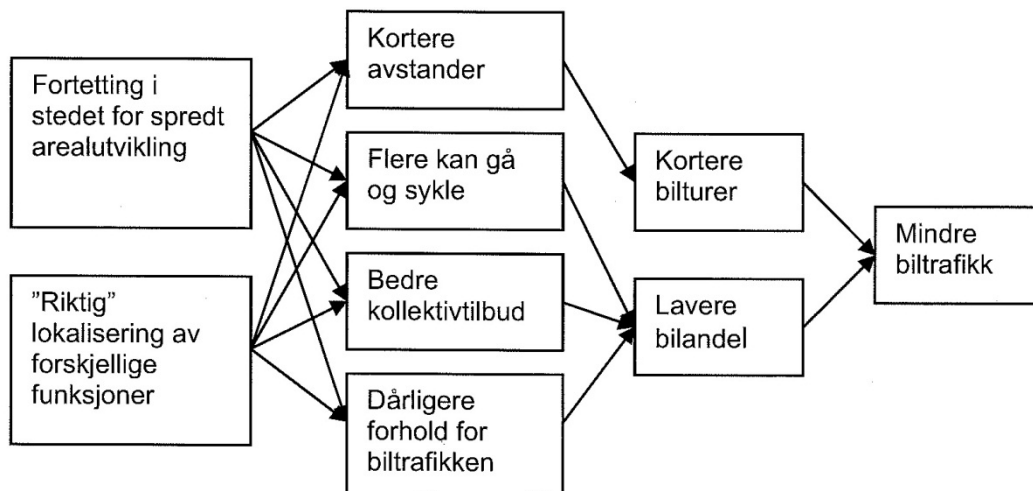 Fortetting i
stedet for spredt
arealutvikling
”Riktig”
lokalisering av
forskjellige
funksjoner
Kortere
avstander
Flere kan gå
og sykle
Bedre
kollektivtilbud
Dårligere
forhold for
biltrafikken
Kortere
bilturer
Lavere
bilandel
Mindre
biltrafikk